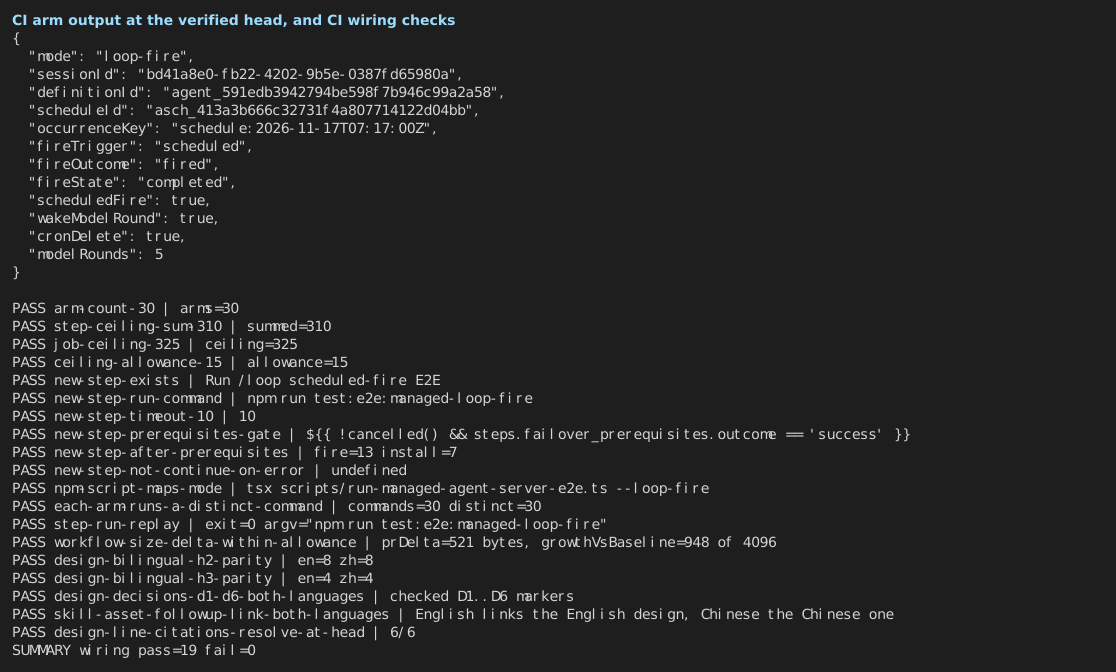 CI arm output at the verified head, and CI wiring checks
{
"mode": "loop-fire",
"sessionId": "bd41a8e0-fb22-4202-9b5e-0387fd65980a",
"definitionId": "agent_591edb3942794be598f7b946c99a2a58",
"scheduleId": "asch_413a3b666c32731f4a807714122d04bb",
"occurrenceKey": "schedule:2026-11-17T07:17:00Z",
"fireTrigger": "scheduled",
"fireOutcome": "fired",
"fireState": "completed",
"scheduledFire": true,
"wakeModelRound": true,
"cronDelete": true,
"modelRounds": 5
}
PASS arm-count-30 | arms=30
PASS step-ceiling-sum-310 | summed=310
PASS job-ceiling-325 | ceiling=325
PASS ceiling-allowance-15 | allowance=15
PASS new-step-exists | Run /loop scheduled-fire E2E
PASS new-step-run-command | npm run test:e2e:managed-loop-fire
PASS new-step-timeout-10 | 10
PASS new-step-prerequisites-gate | ${{ !cancelled() && steps.failover_prerequisites.outcome == 'success' }}
PASS new-step-after-prerequisites | fire=13 install=7
PASS new-step-not-continue-on-error | undefined
PASS npm-script-maps-mode | tsx scripts/run-managed-agent-server-e2e.ts --loop-fire
PASS each-arm-runs-a-distinct-command | commands=30 distinct=30
PASS step-run-replay | exit=0 argv="npm run test:e2e:managed-loop-fire"
PASS workflow-size-delta-within-allowance | prDelta=521 bytes, growthVsBaseline=948 of 4096
PASS design-bilingual-h2-parity | en=8 zh=8
PASS design-bilingual-h3-parity | en=4 zh=4
PASS design-decisions-d1-d6-both-languages | checked D1..D6 markers
PASS skill-asset-followup-link-both-languages | English links the English design, Chinese the Chinese one
PASS design-line-citations-resolve-at-head | 6/6
SUMMARY wiring pass=19 fail=0